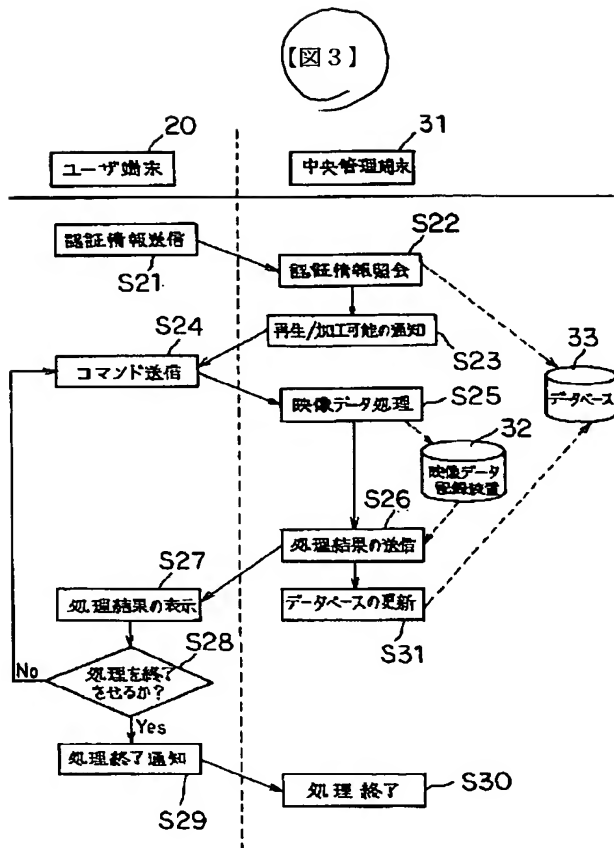 【図3】
20
31
ユーザ端末
中央管理端末
認証情報送信
S21
S22
認証情報照会
S24
再生/加工可能の通知
S23
33
コマンド送信
データベース
映像データ処理
S25
32
映像データ
記録装置
S26
S27
処理結果の送信
処理結果の表示
データベースの更新
S31
S28
No
処理を終了
させるか?
Yes
処理終了通知
S29
処理終了
S30